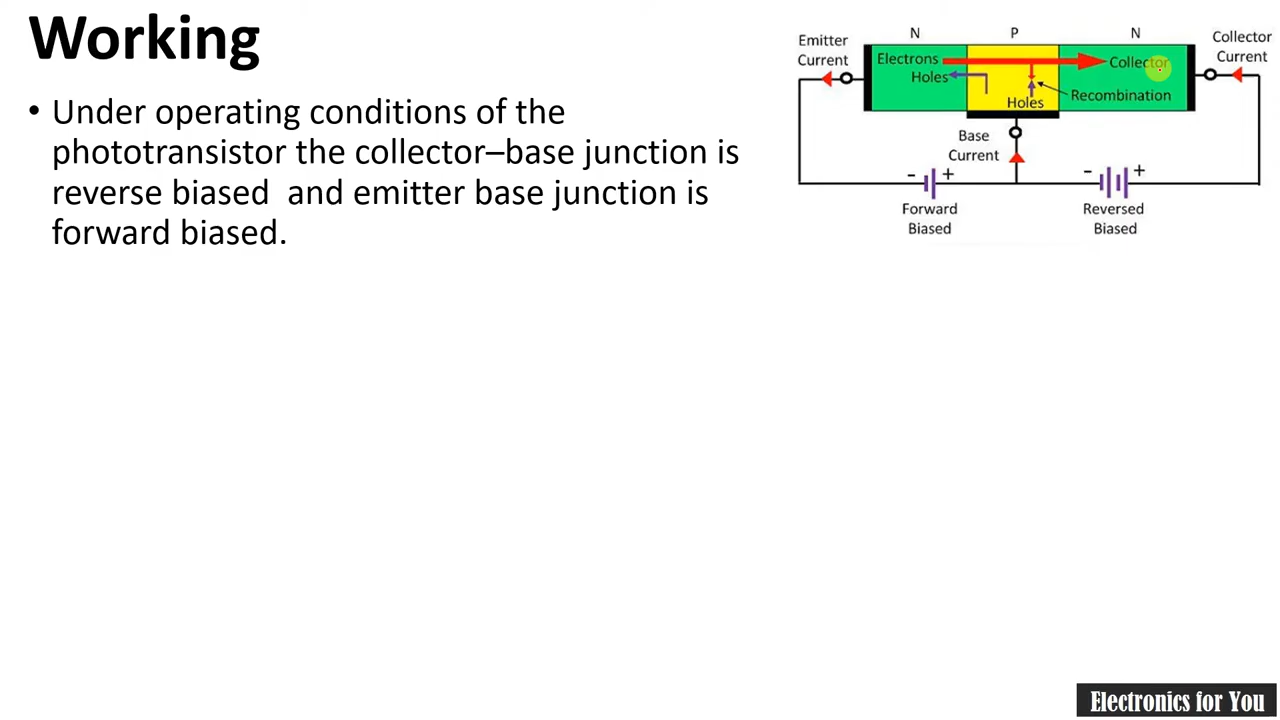 Working
• Under operating conditions of the
phototransistor the collector–base junction is
reverse biased  and emitter base junction is
forward biased.
N
P
N
Emitter
Current
Collector
Current
Electrons
Holes
Collector
Recombination
Holes
Base
Current
- +
- +
Forward
Biased
Reversed
Biased
Electronics for You